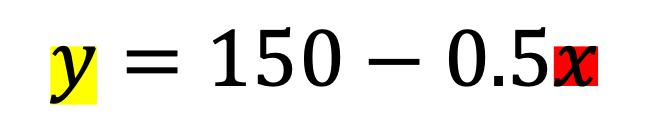 y = 150 − 0.5x